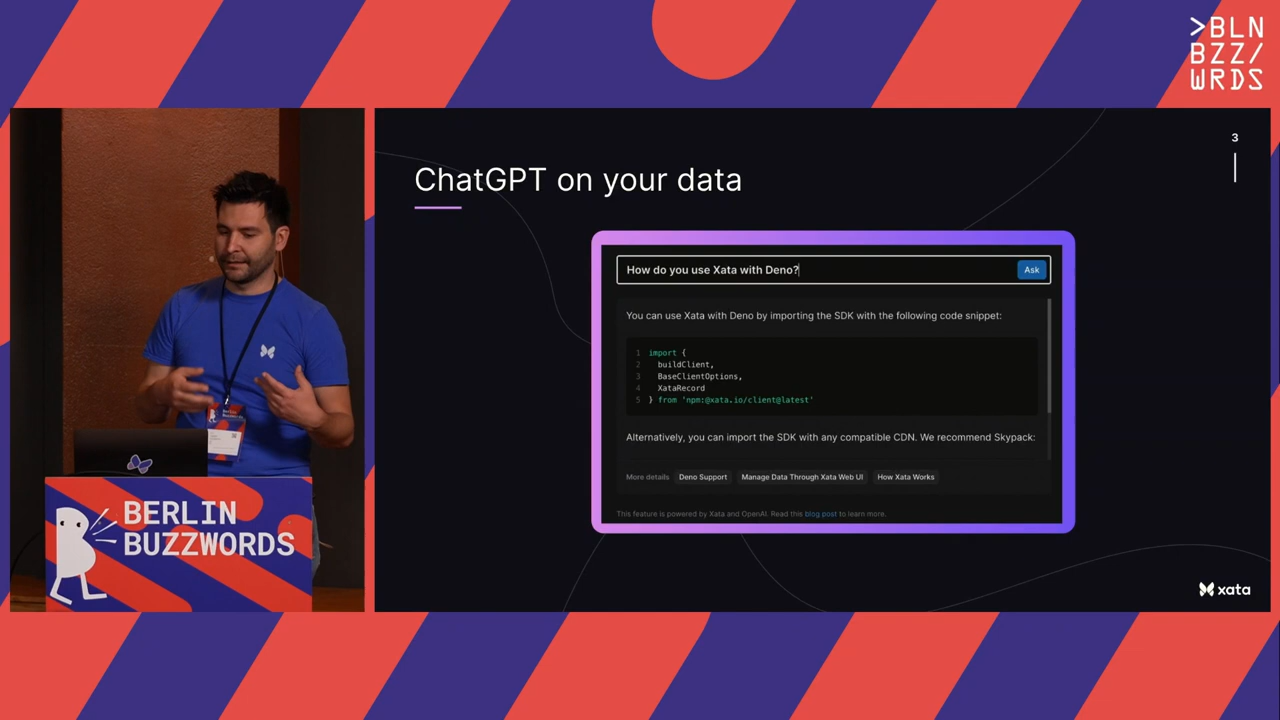 >BLN
BZZ/
WRDS
3
ChatGPT on your data
How do you use Xata with Deno?
Ask
You can use Xata with Deno by importing the SDK with the following code snippet:
1 import {
2 buildClient,
3 BaseClientOptions,
4 XataRecord
5 } from 'npm:@xata.io/client@latest'
Alternatively, you can import the SDK with any compatible CDN. We recommend Skypack:
More details Deno Support Manage Data Through Xata Web UI How Xata Works
This feature is powered by Xata and OpenAI. Read this blog post to learn more.
xata
BERLIN
BUZZWORDS